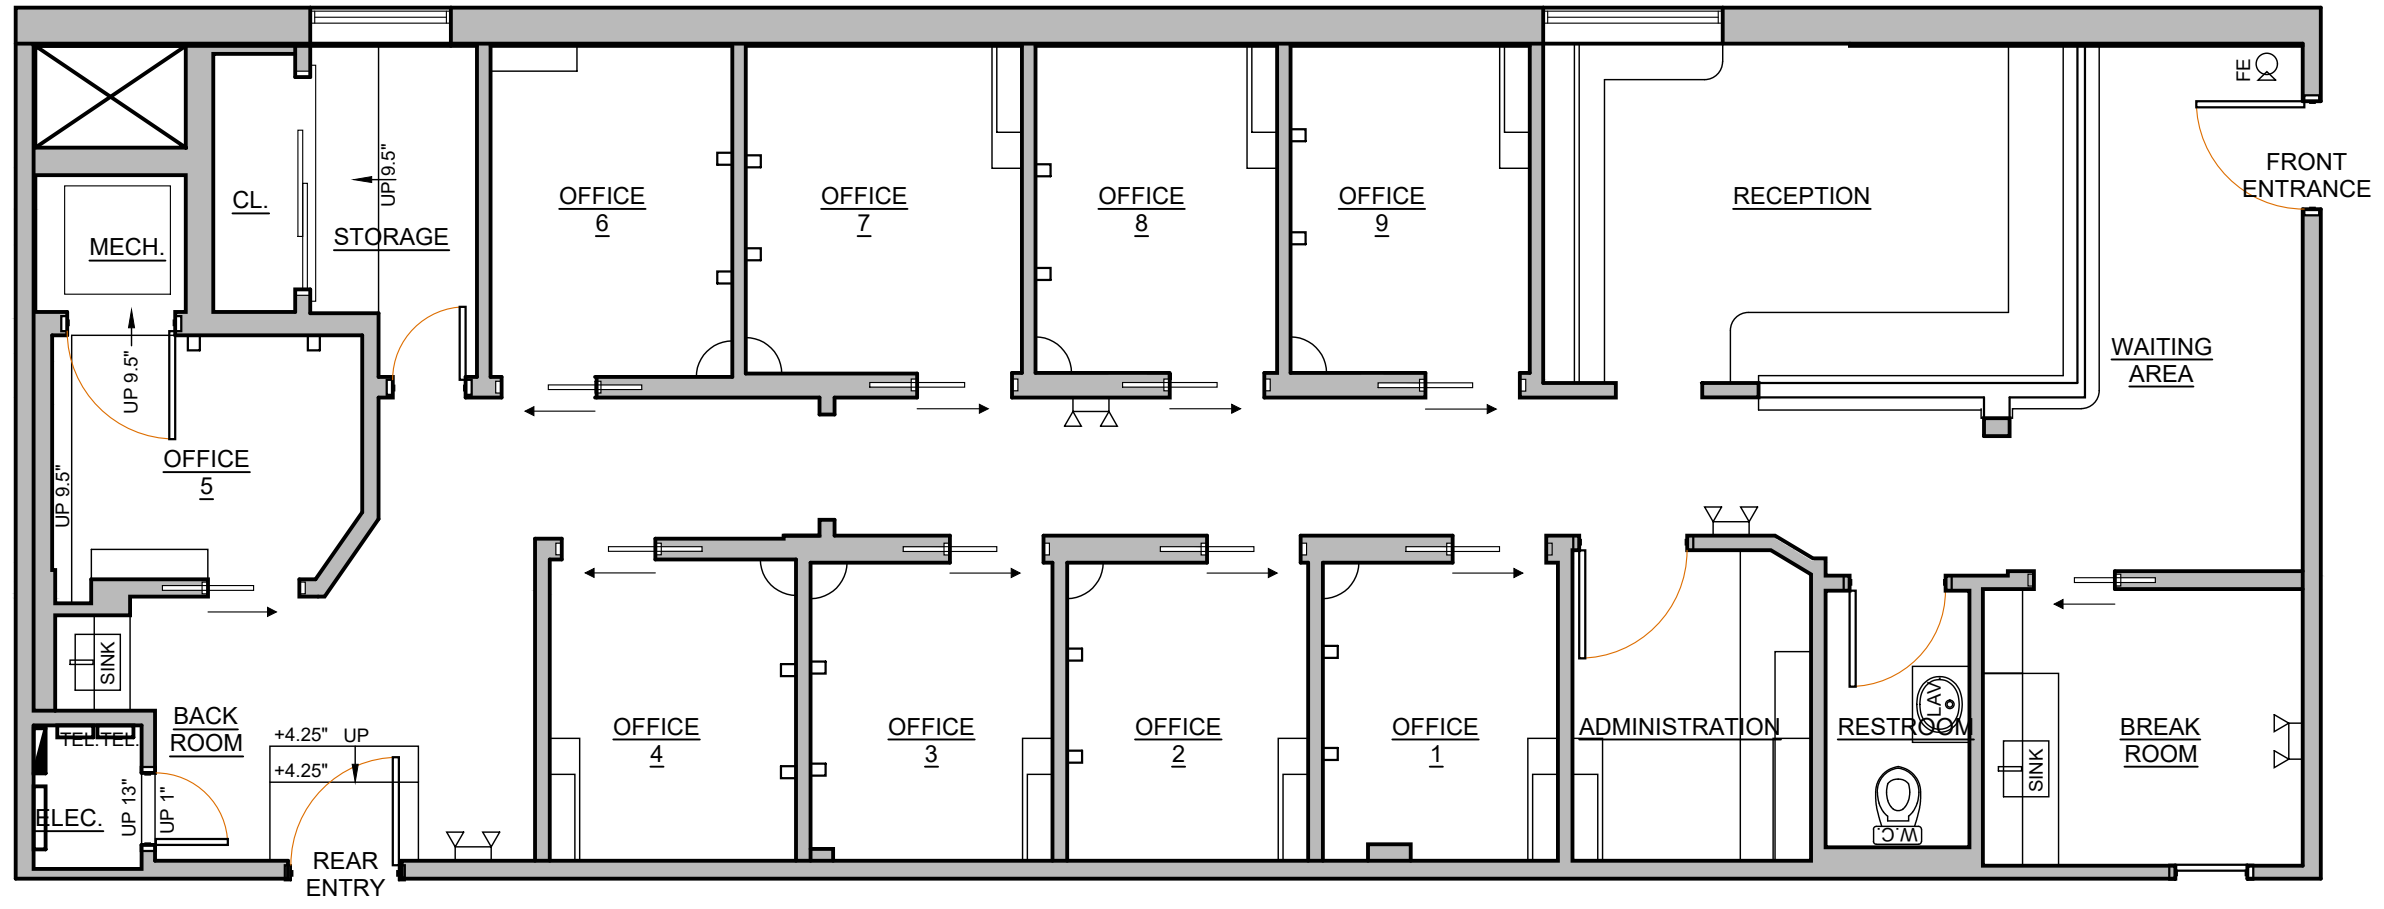 FE
FRONT
ENTRANCE
UP 9.5"
CL.
OFFICE
6
OFFICE
7
OFFICE
8
OFFICE
9
RECEPTION
STORAGE
MECH.
WAITING
AREA
UP 9.5"
OFFICE
5
UP 9.5"
SINK
BACK
ROOM
TEL.
TEL.
+4.25"
UP
+4.25"
ELEC.
UP 13"
UP 1"
REAR
ENTRY
OFFICE
4
OFFICE
3
OFFICE
2
OFFICE
1
ADMINISTRATION
RESTROOM
LAV
W.C.
SINK
BREAK
ROOM